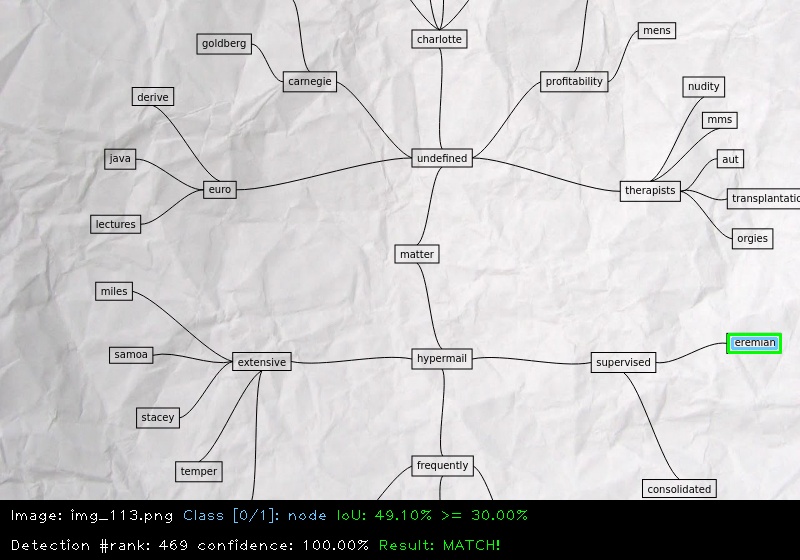 charlotte
mens
goldberg
carnegie
profitability
nudity
derive
mms
java
undefined
aut
euro
therapists
transplantatio
lectures
orgies
matter
miles
eremian
samoa
extensive
hypermail
supervised
stacey
frequently
temper
consolidated
Image: img_113.png Class [0/1]: node IoU: 49.10% >= 30.00%
Detection #rank: 469 confidence: 100.00% Result: MATCH!